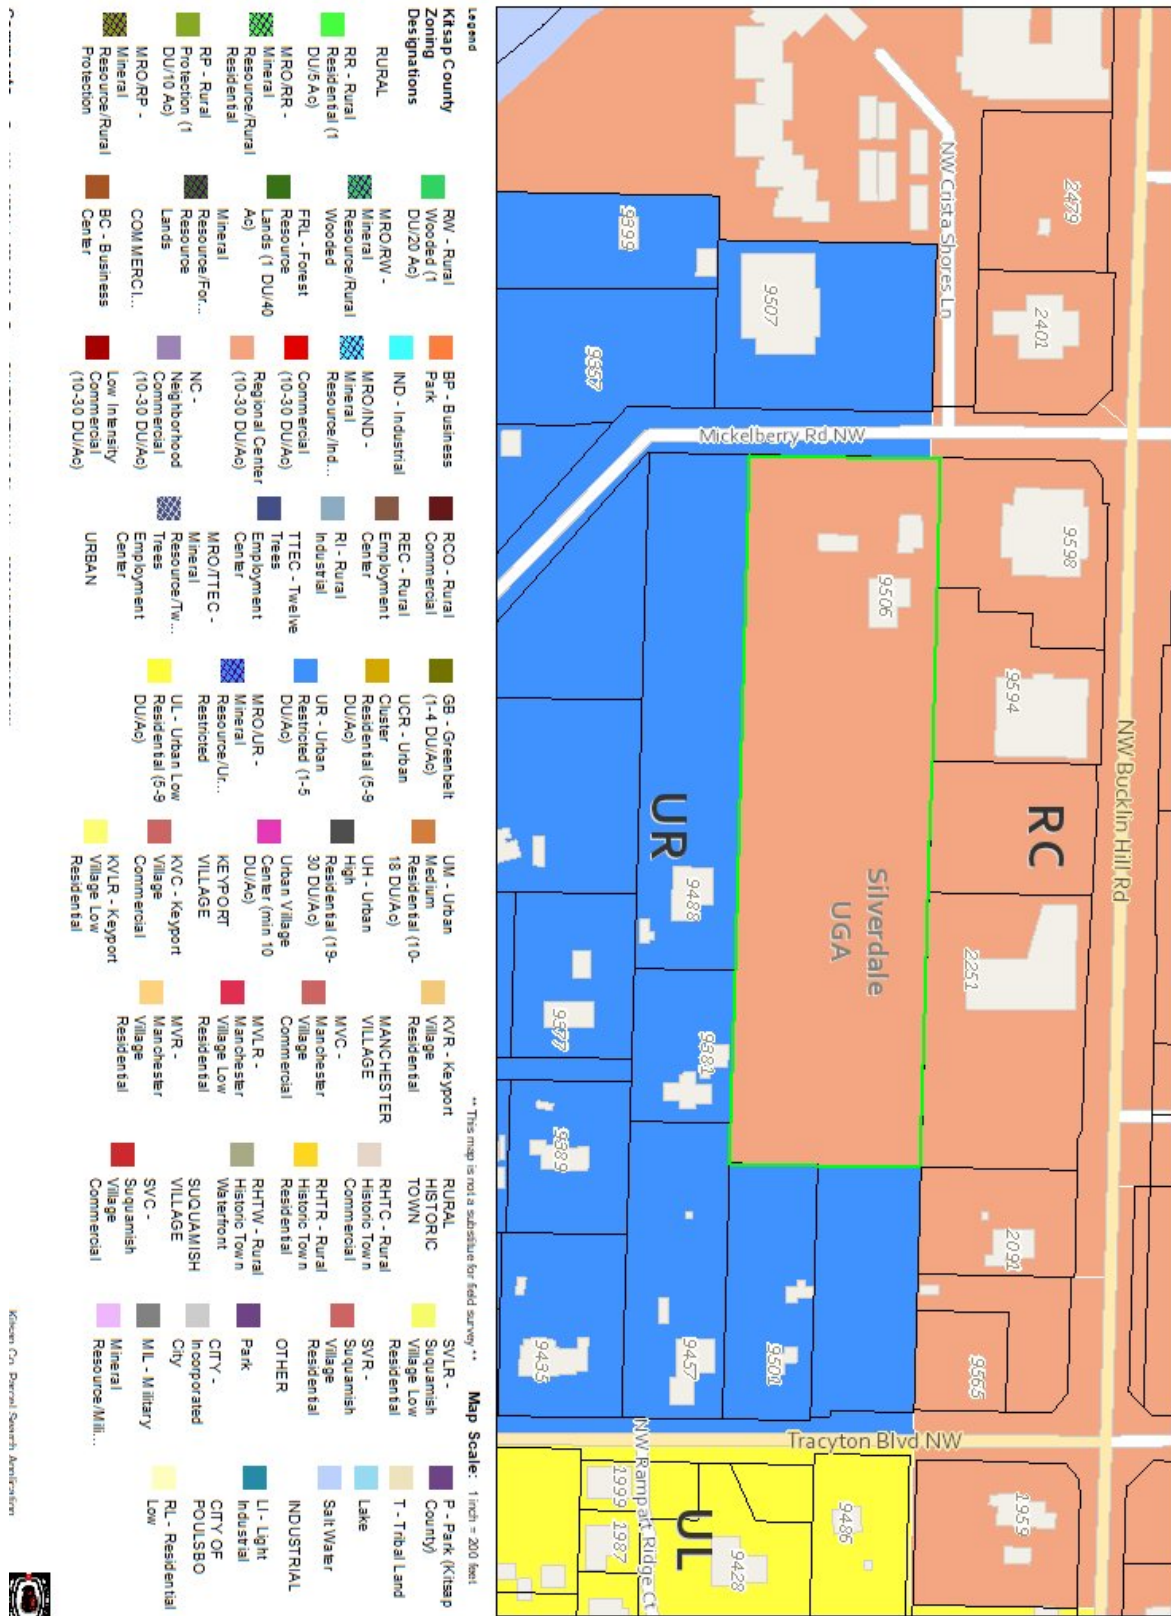 NW Bucklin Hill Rd
2479
2401
9598
9594
RC
2251
2091
9565
1959
NW Crista Shores Ln
9507
9399
9357
Mickelberry Rd NW
9506
Silverdale
UGA
UR
9488
9381
9377
9389
9435
9457
9501
Tracyton Blvd NW
NW Rampart Ridge Ct
UL
1999
1987
9428
9486
Legend
** This map is not a substitute for field survey **
Map Scale: 1 inch = 200 feet
Kitsap County
Zoning
Designations
RURAL
RR - Rural
Residential (1
DU/5 Ac)
MRO/RR -
Mineral
Resource/Rural
Residential
RP - Rural
Protection (1
DU/10 Ac)
MRO/RP -
Mineral
Resource/Rural
Protection
RW - Rural
Wooded (1
DU/20 Ac)
MRO/RW -
Mineral
Resource/Rural
Wooded
FRL - Forest
Resource
Lands (1 DU/40
Ac)
Mineral
Resource/For...
Resource
Lands
COMMERCI...
BC - Business
Center
BP - Business
Park
IND - Industrial
MRO/IND -
Mineral
Resource/Ind...
Commercial
(10-30 DU/Ac)
Regional Center
(10-30 DU/Ac)
NC -
Neighborhood
Commercial
(10-30 DU/Ac)
Low Intensity
Commercial
(10-30 DU/Ac)
RCO - Rural
Commercial
REC - Rural
Employment
Center
RI - Rural
Industrial
TTEC - Twelve
Trees
Employment
Center
MRO/TTEC -
Mineral
Resource/Tw...
Trees
Employment
Center
URBAN
GB - Greenbelt
(1-4 DU/Ac)
UCR - Urban
Cluster
Residential (5-9
DU/Ac)
UR - Urban
Restricted (1-5
DU/Ac)
MRO/UR -
Mineral
Resource/Ur...
Restricted
UL - Urban Low
Residential (5-9
DU/Ac)
UM - Urban
Medium
Residential (10-
18 DU/Ac)
UH - Urban
High
Residential (19-
30 DU/Ac)
Urban Village
Center (min 10
DU/Ac)
KEYPORT
VILLAGE
KVC - Keyport
Village
Commercial
KVLR - Keyport
Village Low
Residential
KVR - Keyport
Village
Residential
MANCHESTER
VILLAGE
MVC -
Manchester
Village
Commercial
MVLR -
Manchester
Village Low
Residential
MVR -
Manchester
Village
Residential
RURAL
HISTORIC
TOWN
RHTC - Rural
Historic Town
Commercial
RHTR - Rural
Historic Town
Residential
RHTW - Rural
Historic Town
Waterfront
SUQUAMISH
VILLAGE
SVC -
Suquamish
Village
Commercial
SVLR -
Suquamish
Village Low
Residential
SVR -
Suquamish
Village
Residential
OTHER
Park
CITY -
Incorporated
City
MIL - Military
Mineral
Resource/Mili...
P - Park (Kitsap
County)
T - Tribal Land
Lake
Salt Water
INDUSTRIAL
LI - Light
Industrial
CITY OF
POULSBO
RL - Residential
Low
Kitsap Co. Parcel Search Application